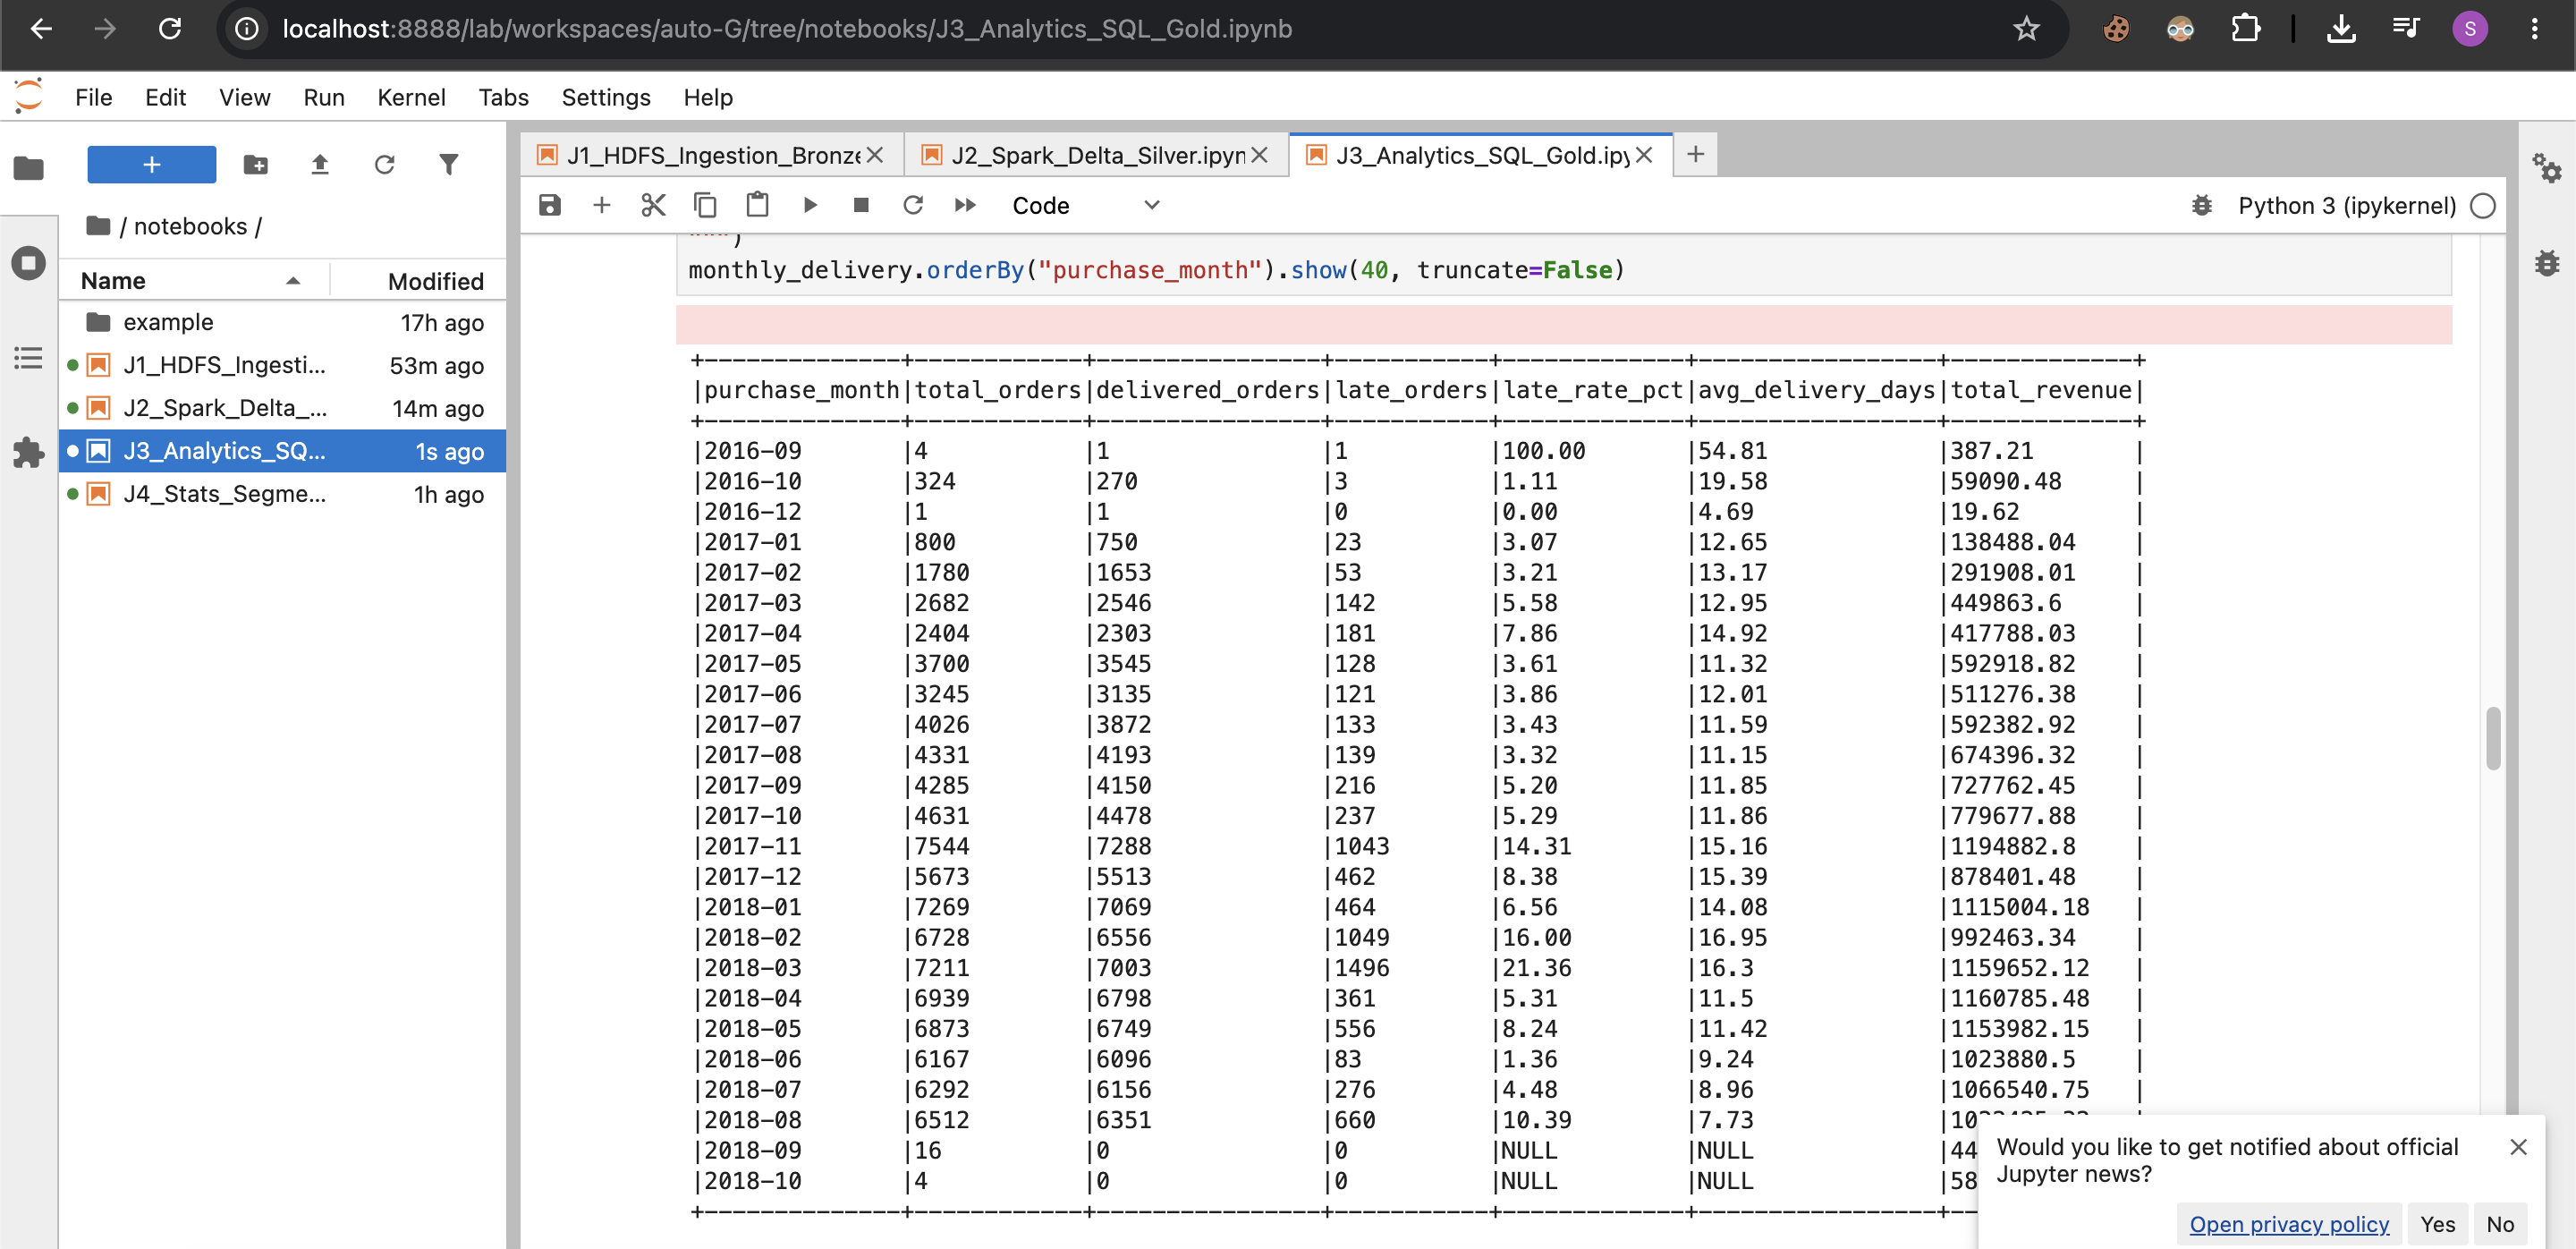 localhost:8888/lab/workspaces/auto-G/tree/notebooks/J3_Analytics_SQL_Gold.ipynb
S
File Edit View Run Kernel Tabs Settings Help
+
/ notebooks /
Name Modified
example 17h ago
J1_HDFS_Ingesti... 53m ago
J2_Spark_Delta_... 14m ago
J3_Analytics_SQ... 1s ago
J4_Stats_Segme... 1h ago
J1_HDFS_Ingestion_Bronze J2_Spark_Delta_Silver.ipyn J3_Analytics_SQL_Gold.ipy
Code Python 3 (ipykernel)
""")
monthly_delivery.orderBy("purchase_month").show(40, truncate=False)
+--------------+------------+----------------+-----------+-------------+-----------------+-------------+
|purchase_month|total_orders|delivered_orders|late_orders|late_rate_pct|avg_delivery_days|total_revenue|
+--------------+------------+----------------+-----------+-------------+-----------------+-------------+
|2016-09       |4           |1               |1          |100.00       |54.81            |387.21       |
|2016-10       |324         |270             |3          |1.11         |19.58            |59090.48     |
|2016-12       |1           |1               |0          |0.00         |4.69             |19.62        |
|2017-01       |800         |750             |23         |3.07         |12.65            |138488.04    |
|2017-02       |1780        |1653            |53         |3.21         |13.17            |291908.01    |
|2017-03       |2682        |2546            |142        |5.58         |12.95            |449863.6     |
|2017-04       |2404        |2303            |181        |7.86         |14.92            |417788.03    |
|2017-05       |3700        |3545            |128        |3.61         |11.32            |592918.82    |
|2017-06       |3245        |3135            |121        |3.86         |12.01            |511276.38    |
|2017-07       |4026        |3872            |133        |3.43         |11.59            |592382.92    |
|2017-08       |4331        |4193            |139        |3.32         |11.15            |674396.32    |
|2017-09       |4285        |4150            |216        |5.20         |11.85            |727762.45    |
|2017-10       |4631        |4478            |237        |5.29         |11.86            |779677.88    |
|2017-11       |7544        |7288            |1043       |14.31        |15.16            |1194882.8    |
|2017-12       |5673        |5513            |462        |8.38         |15.39            |878401.48    |
|2018-01       |7269        |7069            |464        |6.56         |14.08            |1115004.18   |
|2018-02       |6728        |6556            |1049       |16.00        |16.95            |992463.34    |
|2018-03       |7211        |7003            |1496       |21.36        |16.3             |1159652.12   |
|2018-04       |6939        |6798            |361        |5.31         |11.5             |1160785.48   |
|2018-05       |6873        |6749            |556        |8.24         |11.42            |1153982.15   |
|2018-06       |6167        |6096            |83         |1.36         |9.24             |1023880.5    |
|2018-07       |6292        |6156            |276        |4.48         |8.96             |1066540.75   |
|2018-08       |6512        |6351            |660        |10.39        |7.73             |10
|2018-09       |16          |0               |0          |NULL         |NULL             |44
|2018-10       |4           |0               |0          |NULL         |NULL             |58
+--------------+------------+----------------+-----------+-------------+-----------------+--
Would you like to get notified about official
Jupyter news?
Open privacy policy Yes No